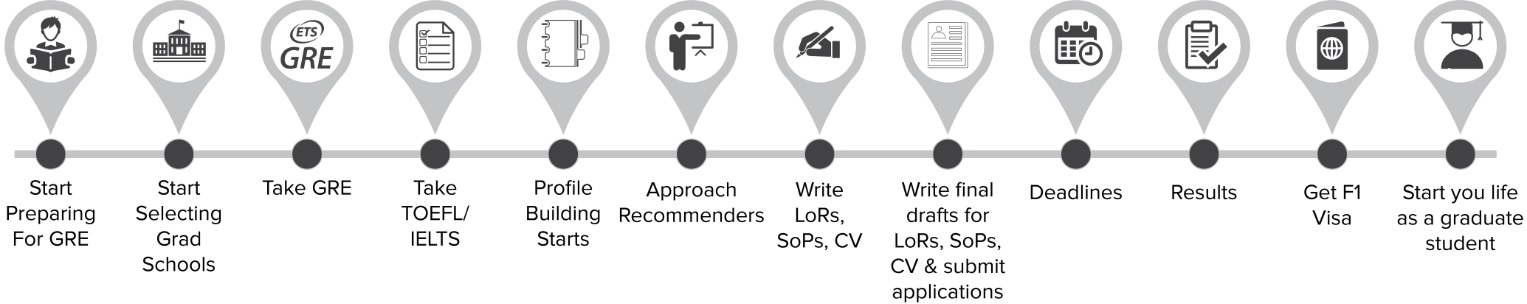 ETS
GRE
Start
Preparing
For GRE
Start
Selecting
Grad
Schools
Take GRE
Take
TOEFL/
IELTS
Profile
Building
Starts
Approach
Recommenders
Write
LoRs,
SoPs, CV
Write final
drafts for
LoRs, SoPs,
CV & submit
applications
Deadlines
Results
Get F1
Visa
Start you life
as a graduate
student